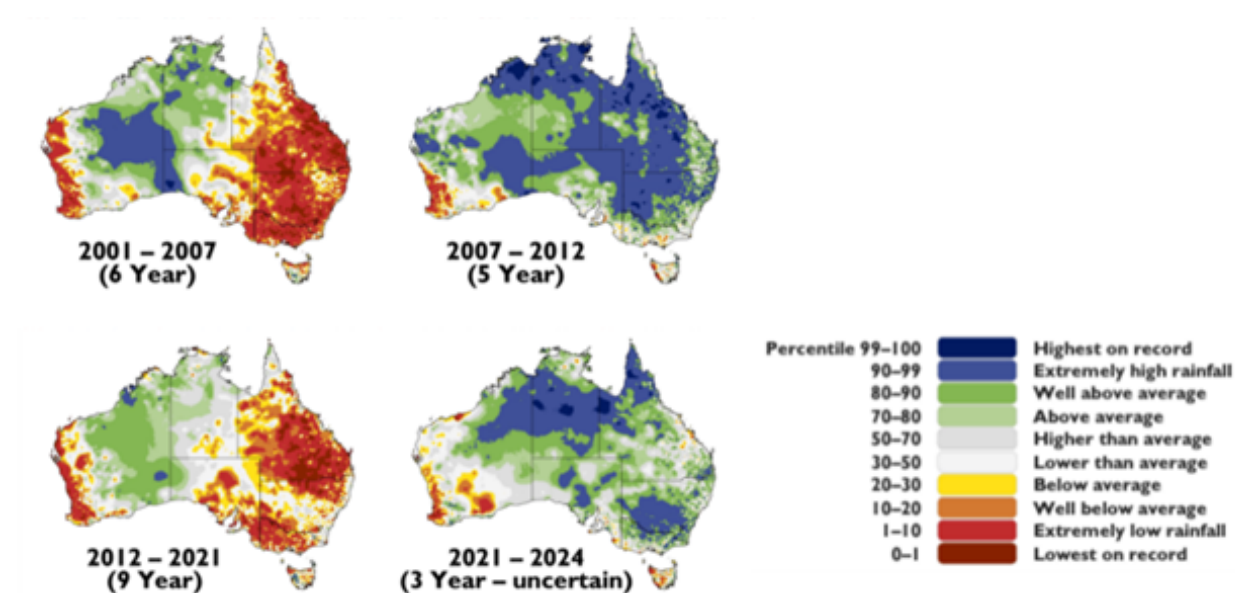 2001 – 2007
(6 Year)
2007 – 2012
(5 Year)
2012 – 2021
(9 Year)
2021 – 2024
(3 Year – uncertain)
Percentile 99–100 Highest on record
90–99 Extremely high rainfall
80–90 Well above average
70–80 Above average
50–70 Higher than average
30–50 Lower than average
20–30 Below average
10–20 Well below average
1–10 Extremely low rainfall
0–1 Lowest on record